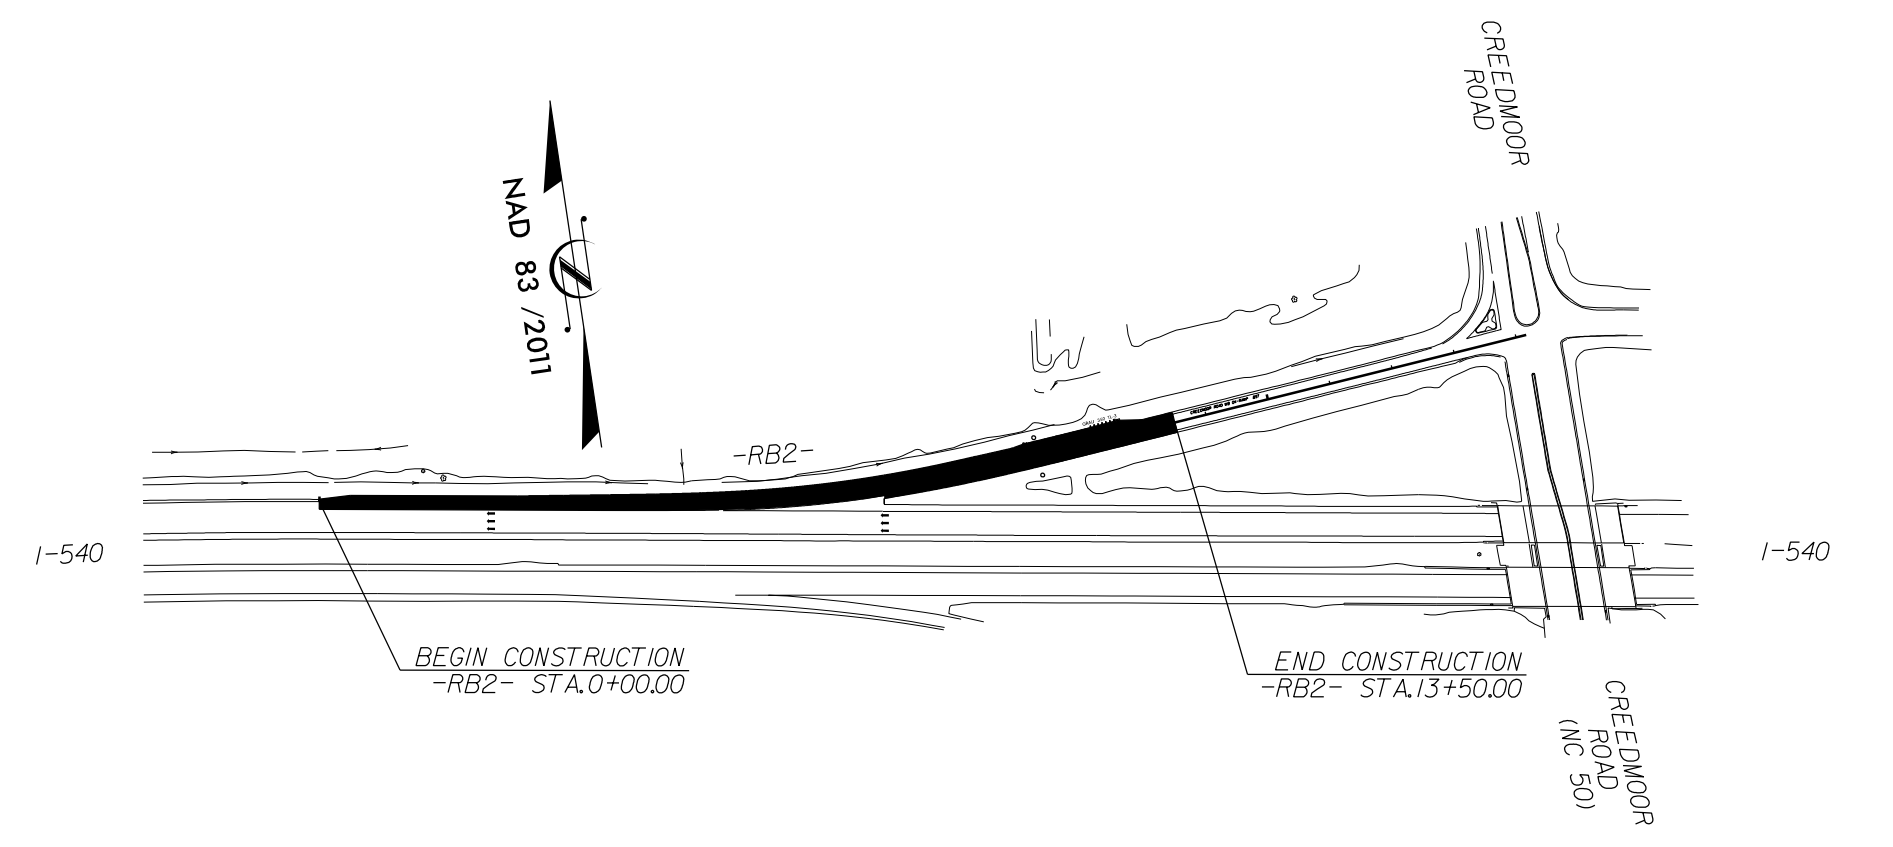 CREEDMOOR
ROAD
NAD 83 /2011
-RB2-
I-540
I-540
BEGIN CONSTRUCTION
-RB2- STA.0+00.00
END CONSTRUCTION
-RB2- STA.13+50.00
CREEDMOOR
ROAD
(NC 50)